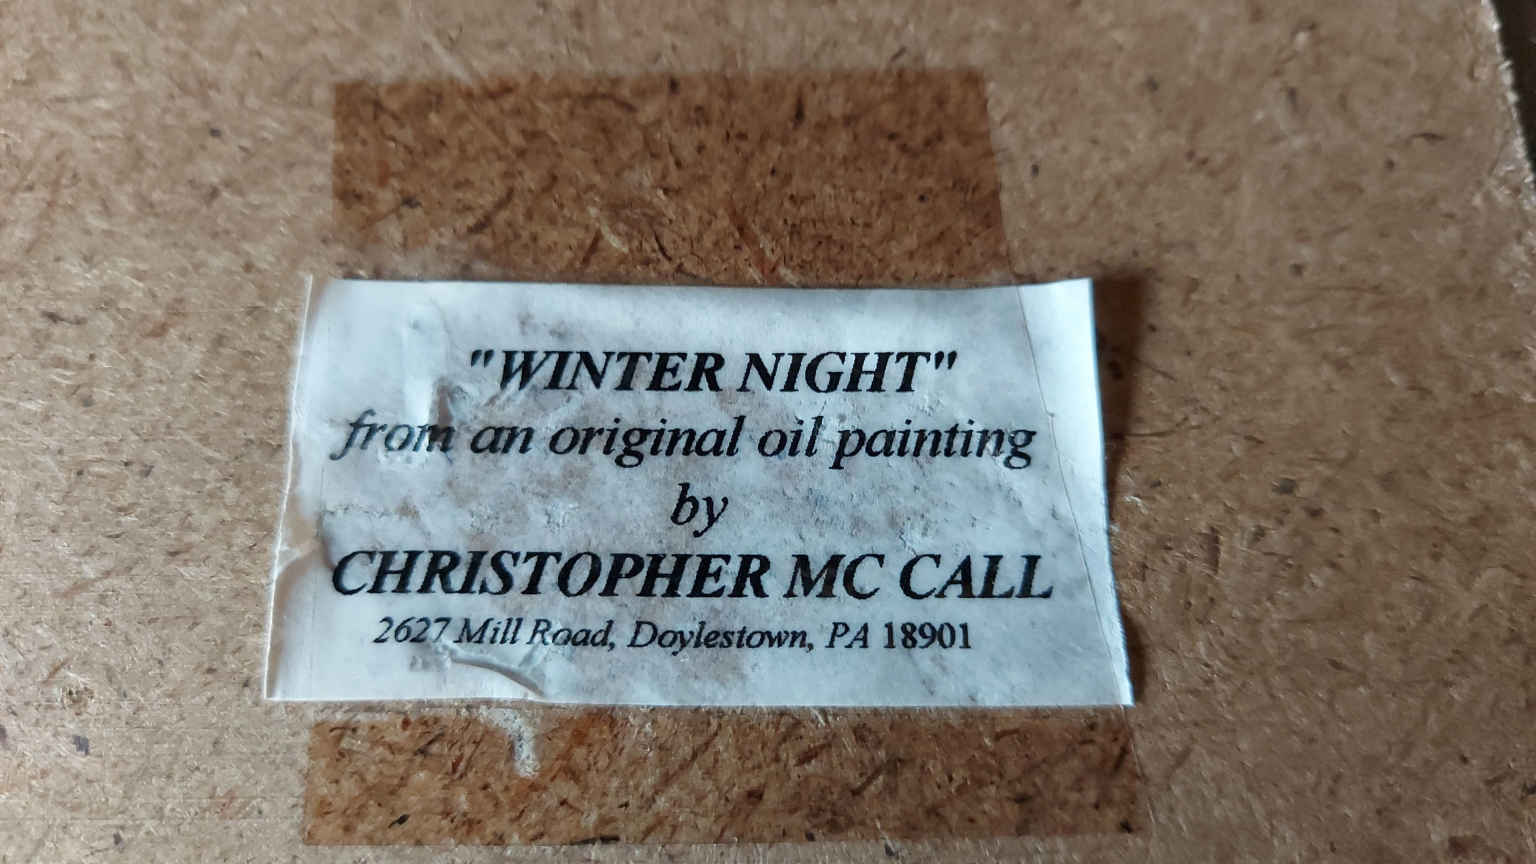 "WINTER NIGHT"
from an original oil painting
by
CHRISTOPHER MC CALL
2627 Mill Road, Doylestown, PA 18901